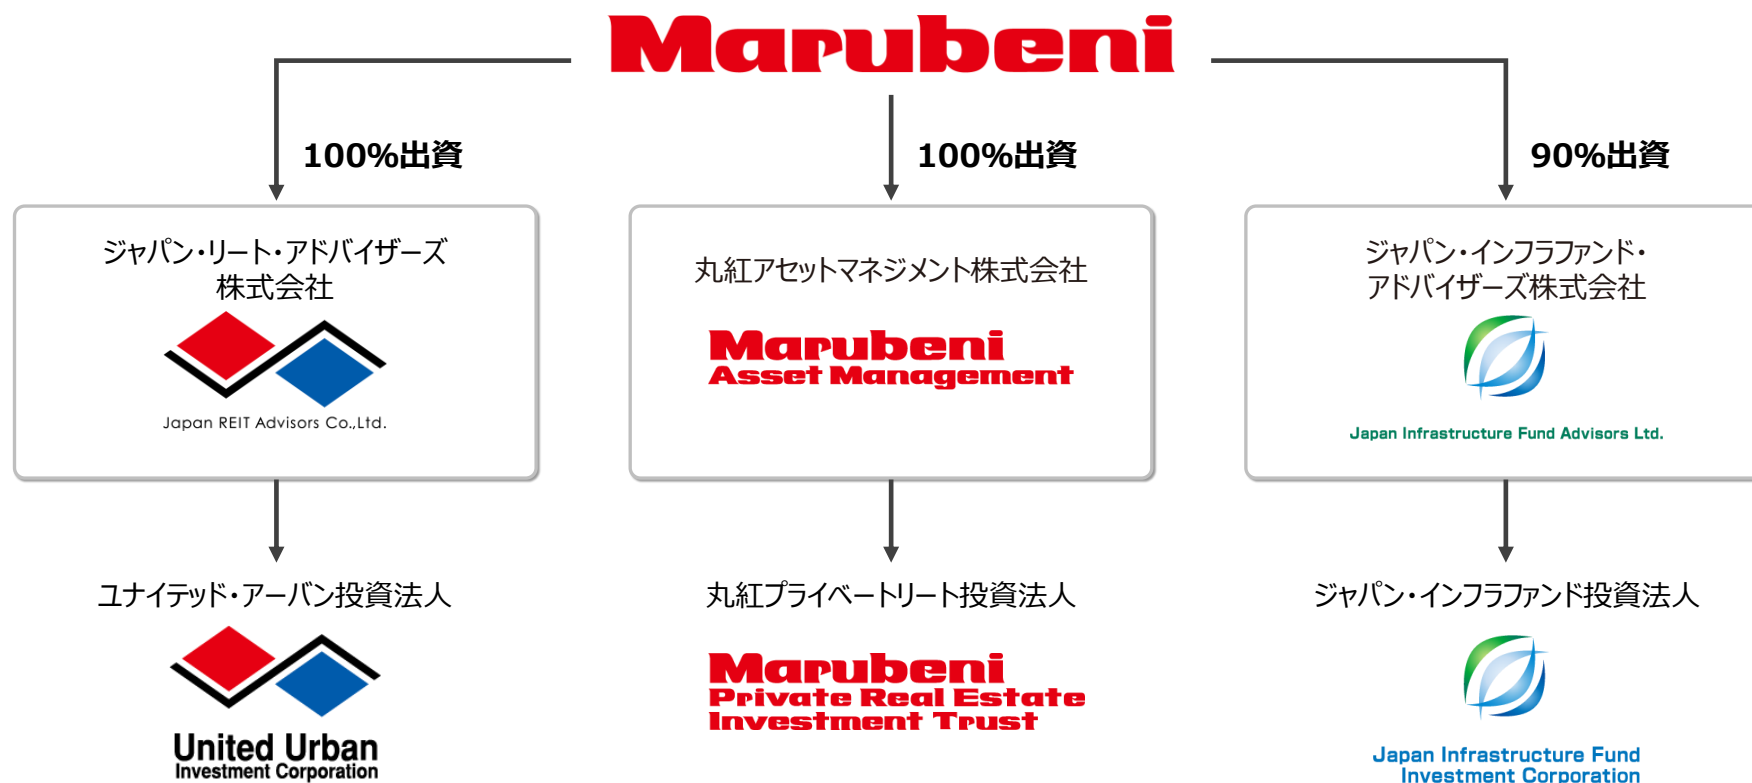 Marubeni
100%出資
100%出資
90%出資
ジャパン・リート・アドバイザーズ
株式会社
Japan REIT Advisors Co.,Ltd.
丸紅アセットマネジメント株式会社
Marubeni
Asset Management
ジャパン・インフラファンド・
アドバイザーズ株式会社
Japan Infrastructure Fund Advisors Ltd.
ユナイテッド・アーバン投資法人
United Urban
Investment Corporation
丸紅プライベートリート投資法人
Marubeni
Private Real Estate
Investment Trust
ジャパン・インフラファンド投資法人
Japan Infrastructure Fund
Investment Corporation